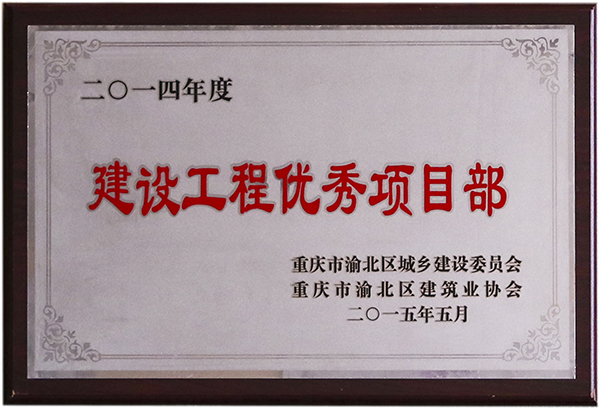 二〇一四年度
建设工程优秀项目部
重庆市渝北区城乡建设委员会
重庆市渝北区建筑业协会
二〇一五年五月